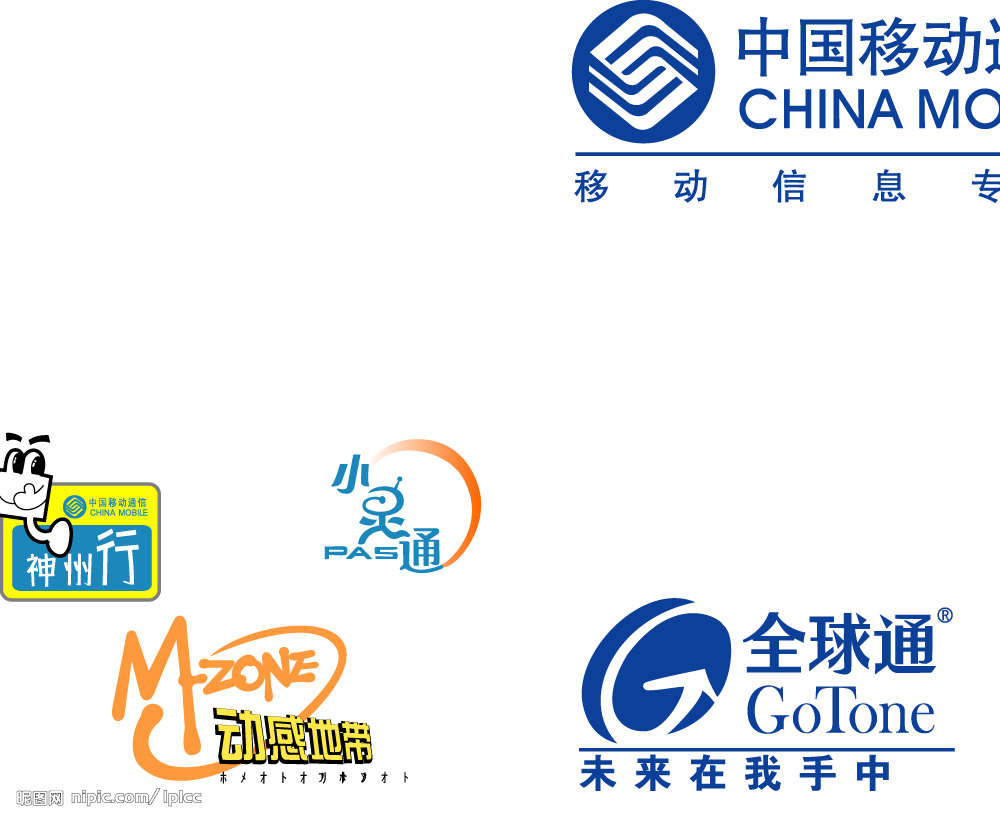 中国移动通
CHINA MO
移动信息专
中国移动通信
CHINA MOBILE
神州行
小灵通
PAS
M-ZONE
动感地带
全球通®
GoTone
未来在我手中
昵图网 nipic.com/lplcc